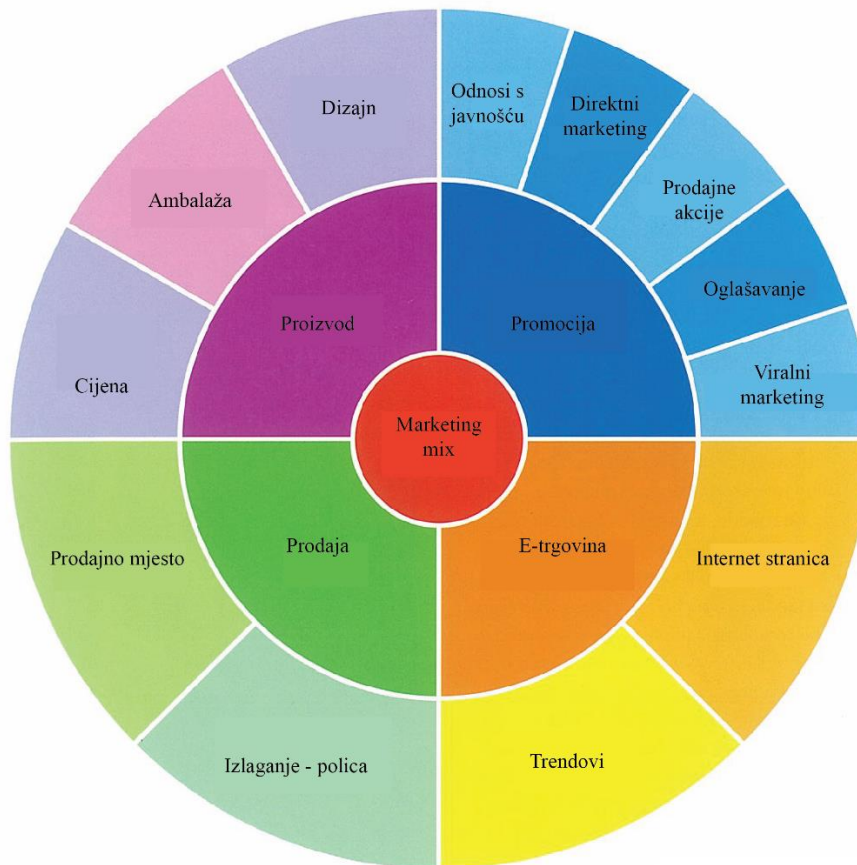 Odnosi s
javnošću
Direktni
marketing
Dizajn
Prodajne
akcije
Ambalaža
Oglašavanje
Proizvod
Promocija
Cijena
Viralni
marketing
Marketing
mix
Prodajno mjesto
Prodaja
E-trgovina
Internet stranica
Izlaganje - polica
Trendovi